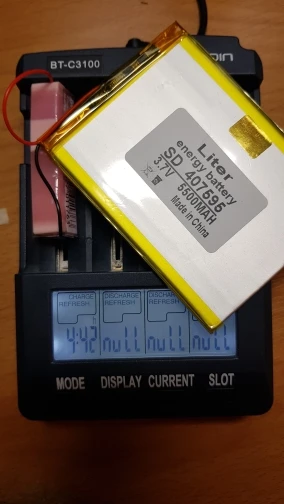 BT-C3100
Liter
energy battery
SD 407595
3.7V 5500MAH
Made in China
CHARGE DISCHARGE DISCHA
REFRESH REFRESH REFRESH
4:42 null null null
MODE DISPLAY CURRENT SLOT